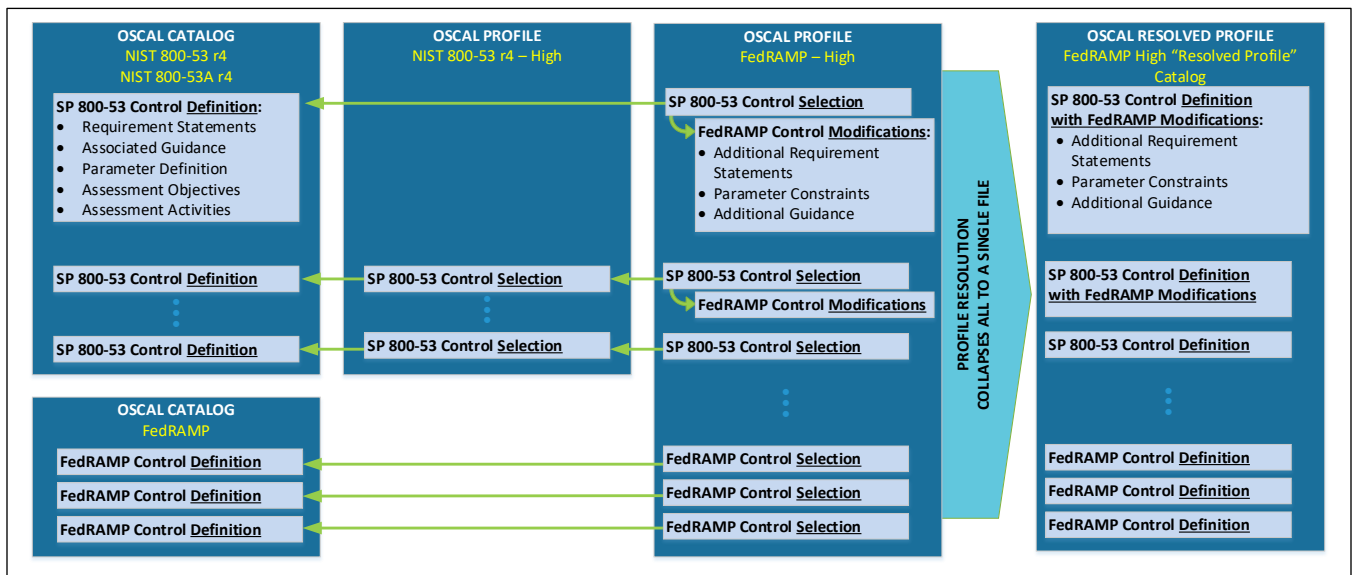 OSCAL CATALOG
NIST 800-53 r4
NIST 800-53A r4
SP 800-53 Control Definition:
• Requirement Statements
• Associated Guidance
• Parameter Definition
• Assessment Objectives
• Assessment Activities
SP 800-53 Control Definition
SP 800-53 Control Definition
OSCAL CATALOG
FedRAMP
FedRAMP Control Definition
FedRAMP Control Definition
FedRAMP Control Definition
OSCAL PROFILE
NIST 800-53 r4 – High
SP 800-53 Control Selection
SP 800-53 Control Selection
OSCAL PROFILE
FedRAMP – High
SP 800-53 Control Selection
FedRAMP Control Modifications:
• Additional Requirement
Statements
• Parameter Constraints
• Additional Guidance
SP 800-53 Control Selection
FedRAMP Control Modifications
SP 800-53 Control Selection
FedRAMP Control Selection
FedRAMP Control Selection
FedRAMP Control Selection
PROFILE RESOLUTION
COLLAPSES ALL TO A SINGLE FILE
OSCAL RESOLVED PROFILE
FedRAMP High “Resolved Profile”
Catalog
SP 800-53 Control Definition
with FedRAMP Modifications:
• Additional Requirement
Statements
• Parameter Constraints
• Additional Guidance
SP 800-53 Control Definition
with FedRAMP Modifications
SP 800-53 Control Definition
FedRAMP Control Definition
FedRAMP Control Definition
FedRAMP Control Definition